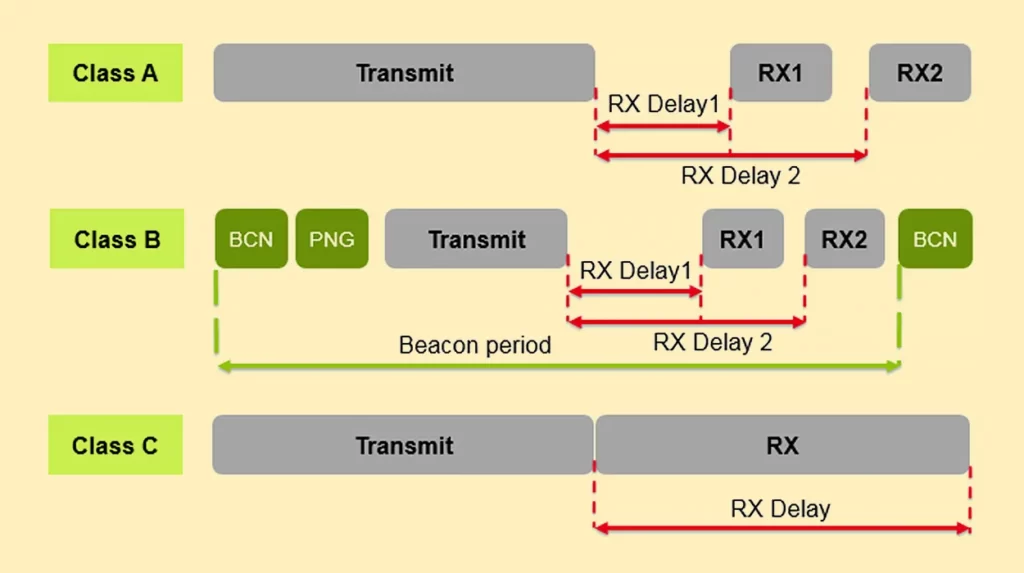 Class A
Transmit
RX1
RX2
RX Delay1
RX Delay 2
Class B
BCN
PNG
Transmit
RX1
RX2
BCN
RX Delay1
RX Delay 2
Beacon period
Class C
Transmit
RX
RX Delay